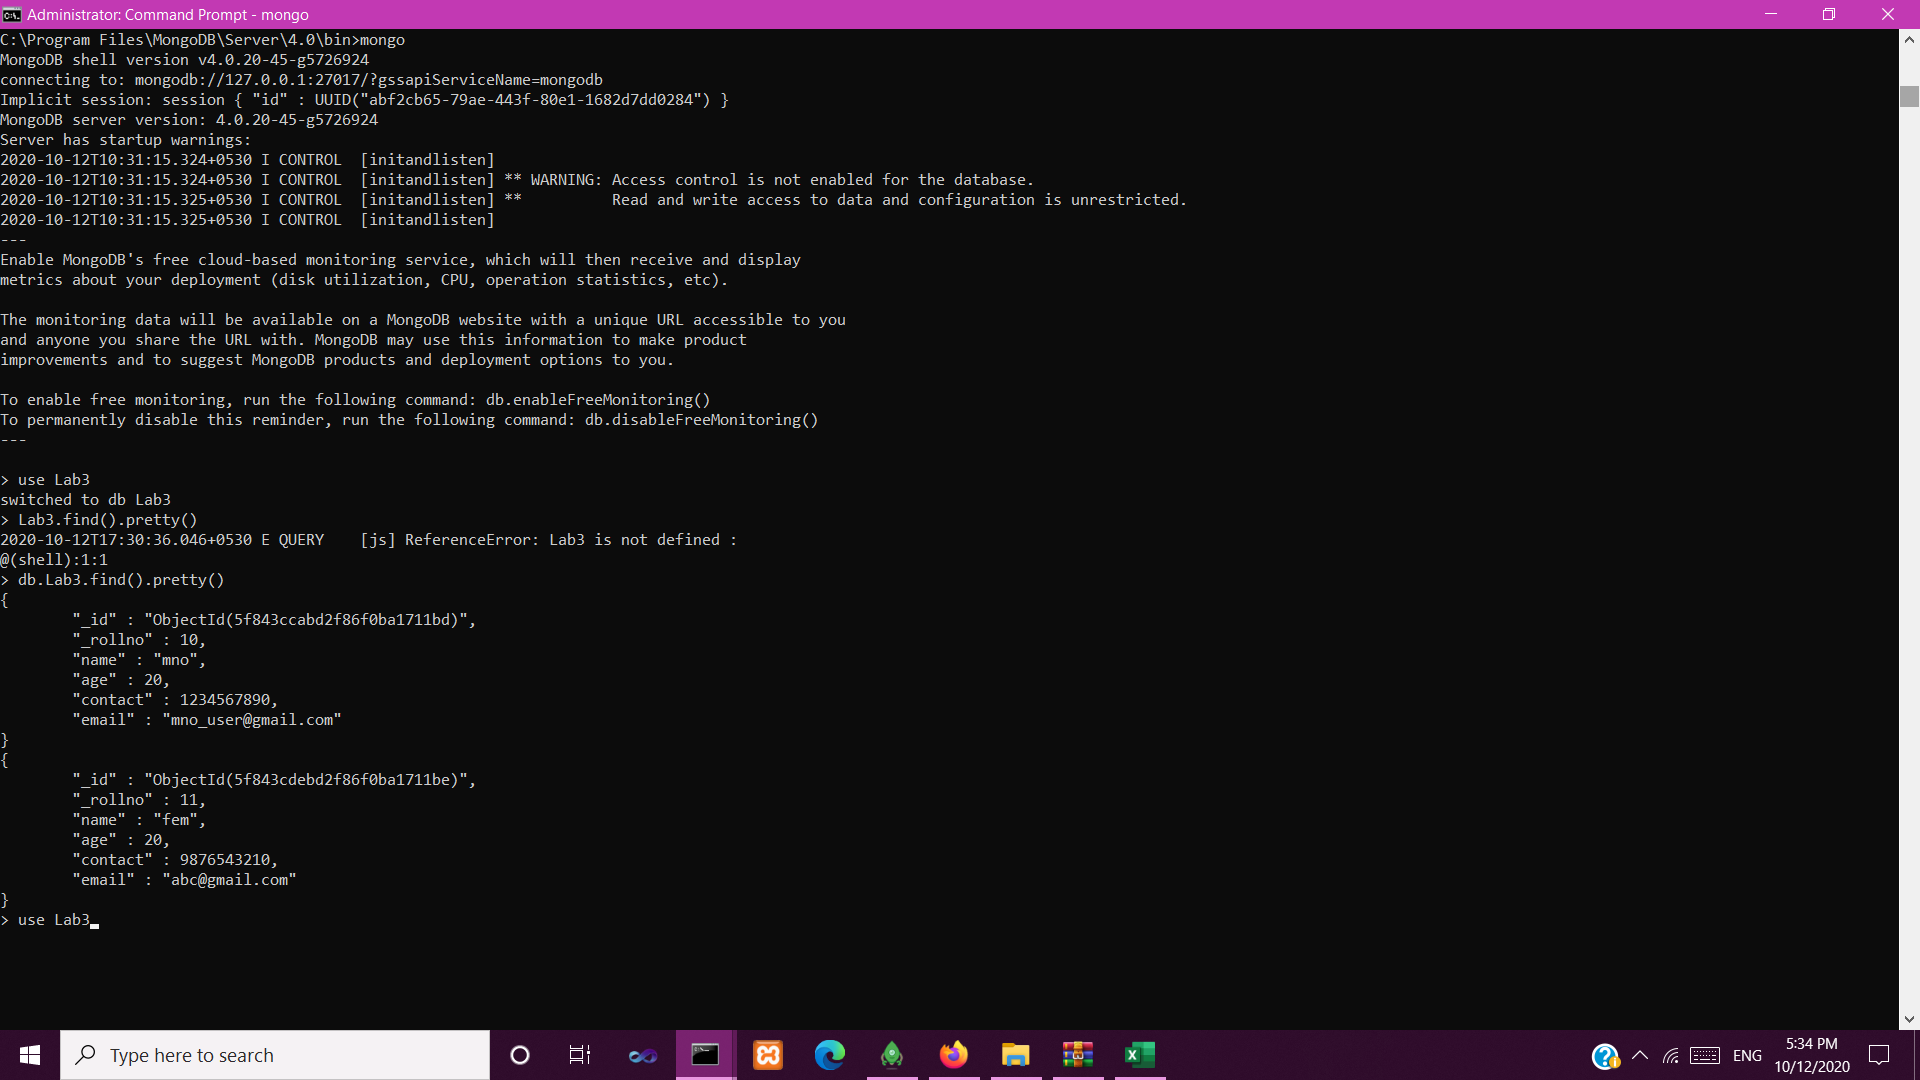 Administrator: Command Prompt - mongo
C:\Program Files\MongoDB\Server\4.0\bin>mongo
MongoDB shell version v4.0.20-45-g5726924
connecting to: mongodb://127.0.0.1:27017/?gssapiServiceName=mongodb
Implicit session: session { "id" : UUID("abf2cb65-79ae-443f-80e1-1682d7dd0284") }
MongoDB server version: 4.0.20-45-g5726924
Server has startup warnings:
2020-10-12T10:31:15.324+0530 I CONTROL  [initandlisten]
2020-10-12T10:31:15.324+0530 I CONTROL  [initandlisten] ** WARNING: Access control is not enabled for the database.
2020-10-12T10:31:15.325+0530 I CONTROL  [initandlisten] **          Read and write access to data and configuration is unrestricted.
2020-10-12T10:31:15.325+0530 I CONTROL  [initandlisten]
---
Enable MongoDB's free cloud-based monitoring service, which will then receive and display
metrics about your deployment (disk utilization, CPU, operation statistics, etc).
The monitoring data will be available on a MongoDB website with a unique URL accessible to you
and anyone you share the URL with. MongoDB may use this information to make product
improvements and to suggest MongoDB products and deployment options to you.
To enable free monitoring, run the following command: db.enableFreeMonitoring()
To permanently disable this reminder, run the following command: db.disableFreeMonitoring()
---
> use Lab3
switched to db Lab3
> Lab3.find().pretty()
2020-10-12T17:30:36.046+0530 E QUERY    [js] ReferenceError: Lab3 is not defined :
@(shell):1:1
> db.Lab3.find().pretty()
{
        "_id" : "ObjectId(5f843ccabd2f86f0ba1711bd)",
        "_rollno" : 10,
        "name" : "mno",
        "age" : 20,
        "contact" : 1234567890,
        "email" : "mno_user@gmail.com"
}
{
        "_id" : "ObjectId(5f843cdebd2f86f0ba1711be)",
        "_rollno" : 11,
        "name" : "fem",
        "age" : 20,
        "contact" : 9876543210,
        "email" : "abc@gmail.com"
}
> use Lab3
Type here to search
ENG
5:34 PM
10/12/2020